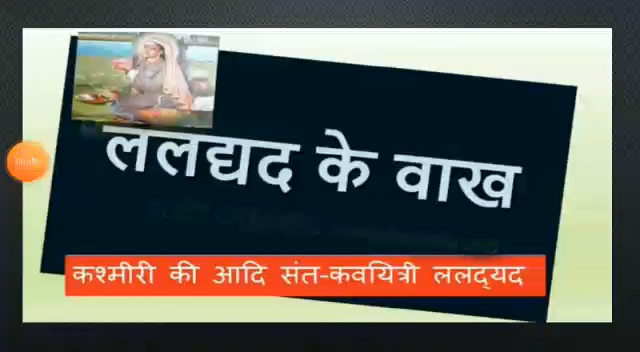 ललद्यद के वाख
कश्मीरी की आदि संत-कवयित्री ललद्‌यद